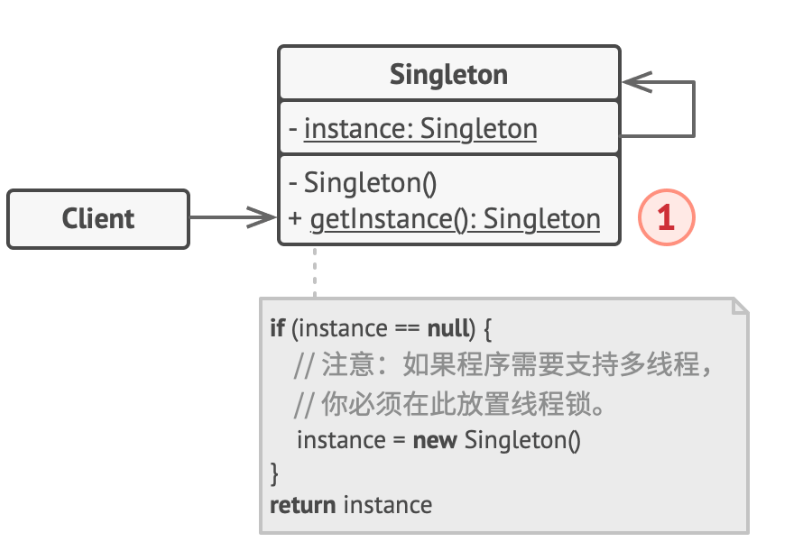 Singleton
- instance: Singleton
- Singleton()
+ getInstance(): Singleton
Client
1
if (instance == null) {
// 注意：如果程序需要支持多线程，
// 你必须在此放置线程锁。
instance = new Singleton()
}
return instance